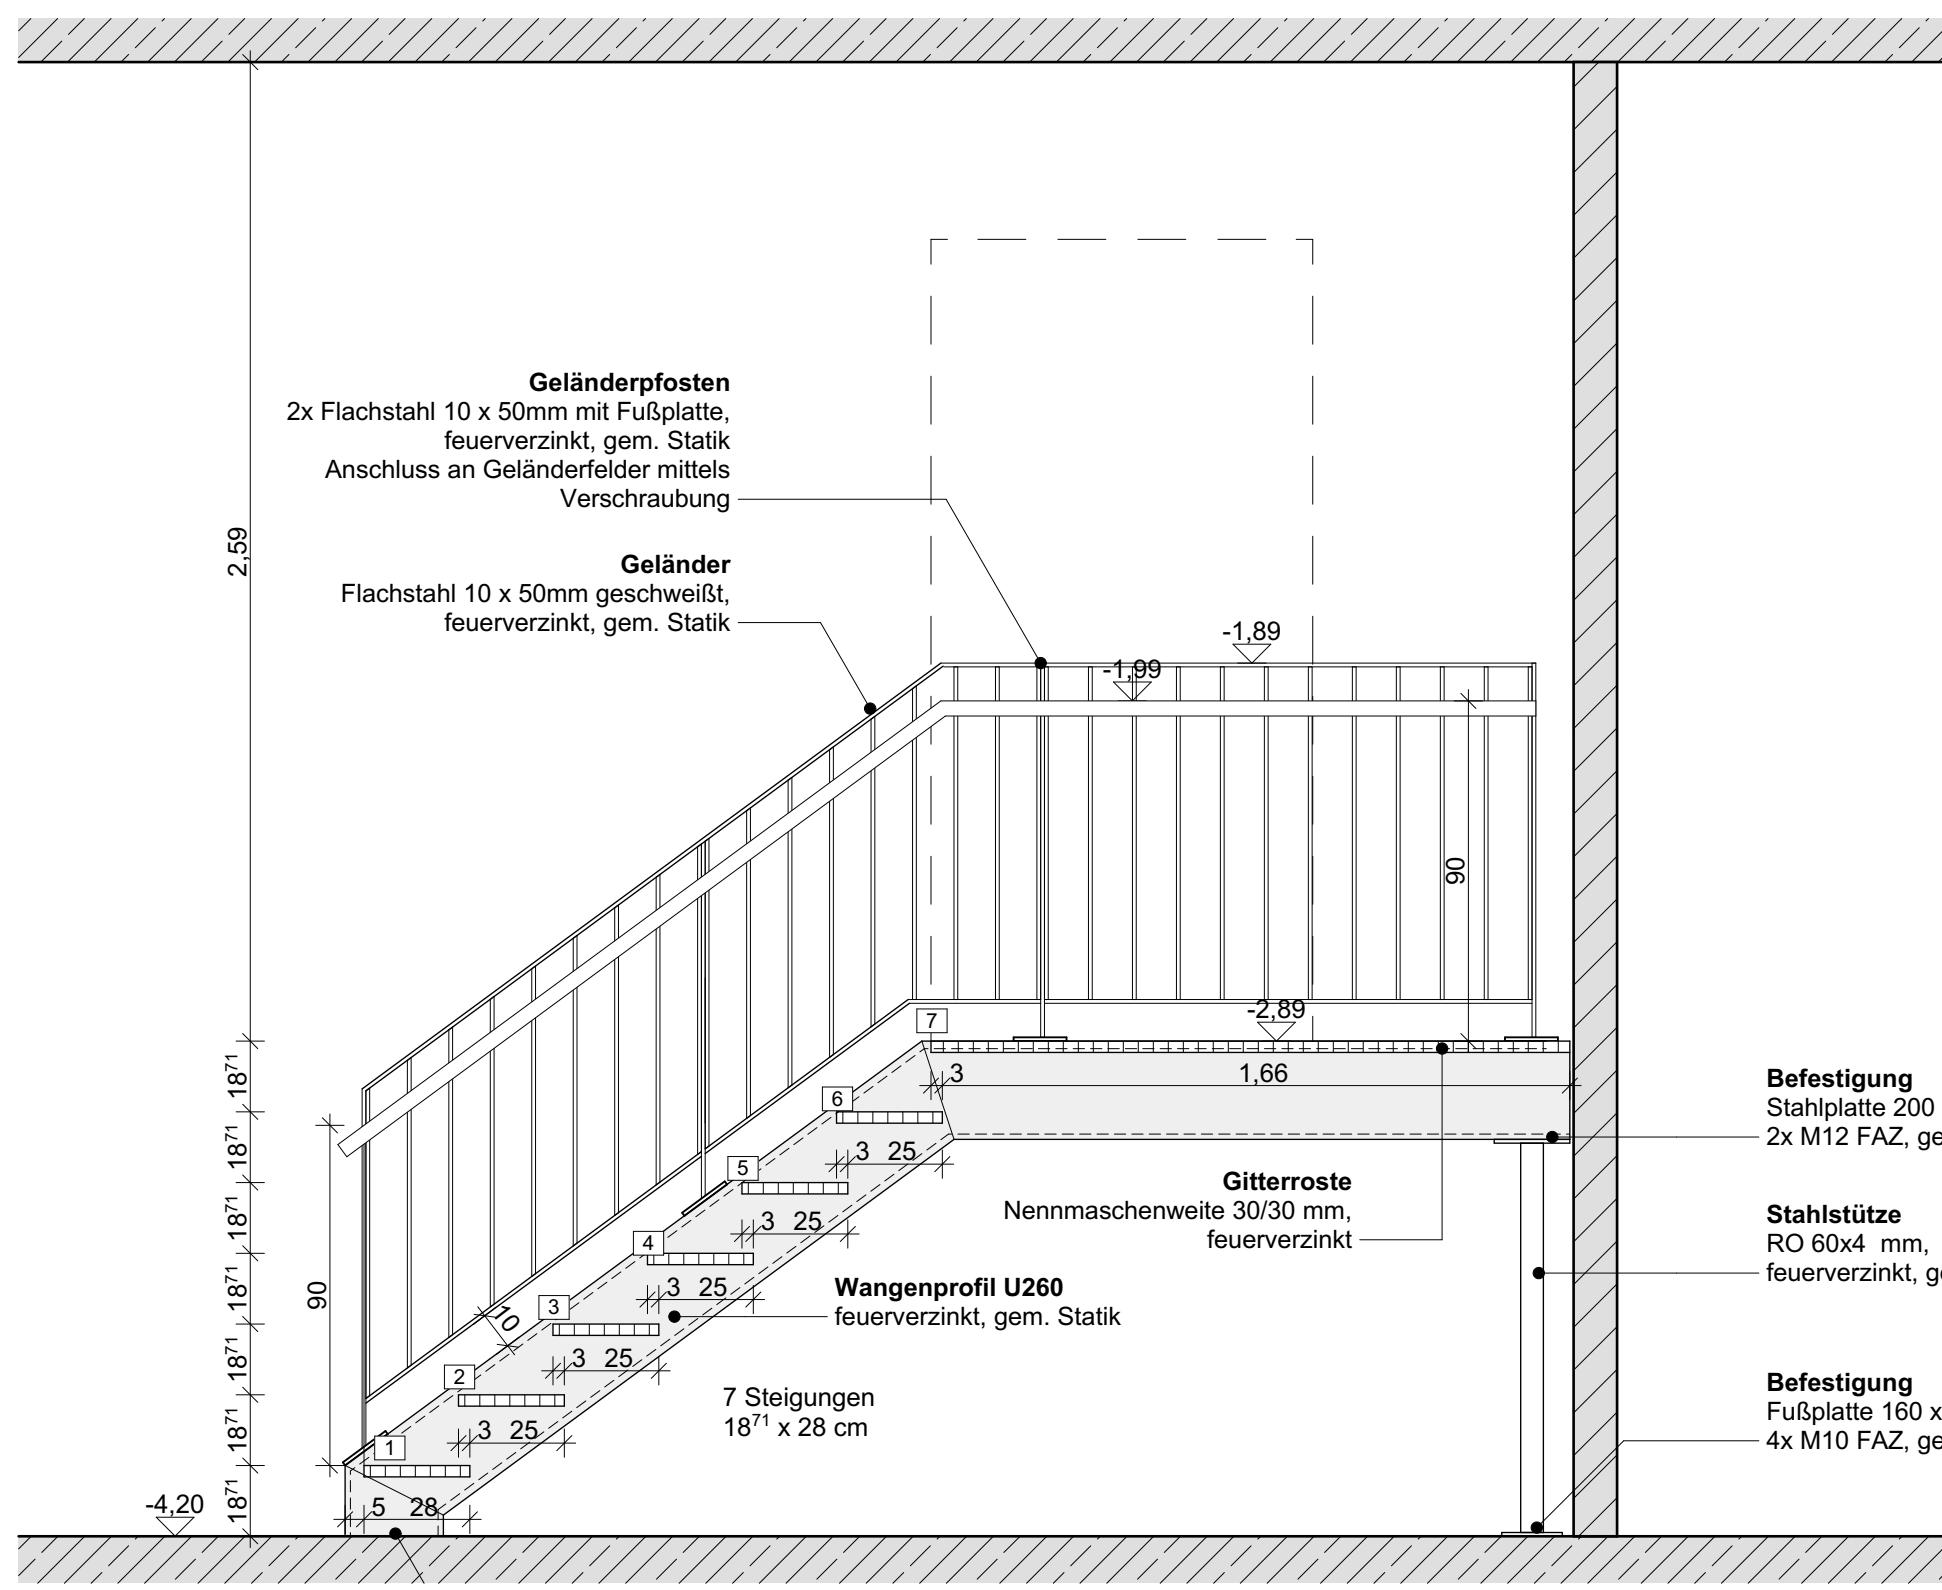 Geländerpfosten
2x Flachstahl 10 x 50mm mit Fußplatte,
feuerverzinkt, gem. Statik
Anschluss an Geländerfelder mittels
Verschraubung
2,59
Geländer
Flachstahl 10 x 50mm geschweißt,
feuerverzinkt, gem. Statik
-1,89
-1,99
90
-2,89
7
3 1,66
6
3 25
5
3 25
4
3 25
3
3 25
2
3 25
1
5 28
10
90
18⁷¹
18⁷¹
18⁷¹
18⁷¹
18⁷¹
18⁷¹
18⁷¹
-4,20
Gitterroste
Nennmaschenweite 30/30 mm,
feuerverzinkt
Wangenprofil U260
feuerverzinkt, gem. Statik
7 Steigungen
18⁷¹ x 28 cm
Befestigung
Stahlplatte 200
2x M12 FAZ, ge
Stahlstütze
RO 60x4 mm,
feuerverzinkt, ge
Befestigung
Fußplatte 160 x
4x M10 FAZ, ge